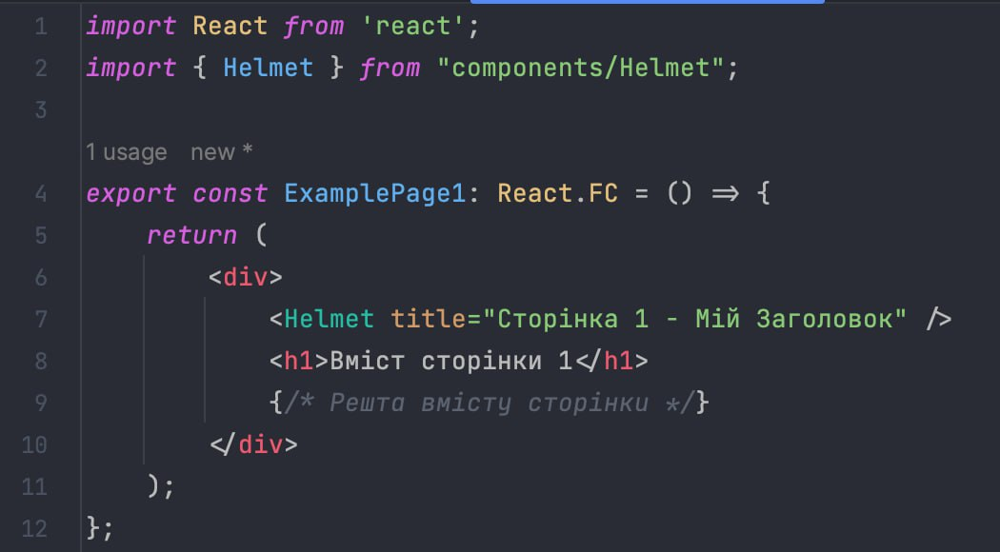 1 import React from 'react';
2 import { Helmet } from "components/Helmet";
3
1 usage new *
4 export const ExamplePage1: React.FC = () => {
5 return (
6 <div>
7 <Helmet title="Сторінка 1 - Мій Заголовок" />
8 <h1>Вміст сторінки 1</h1>
9 {/* Решта вмісту сторінки */}
10 </div>
11 );
12 };